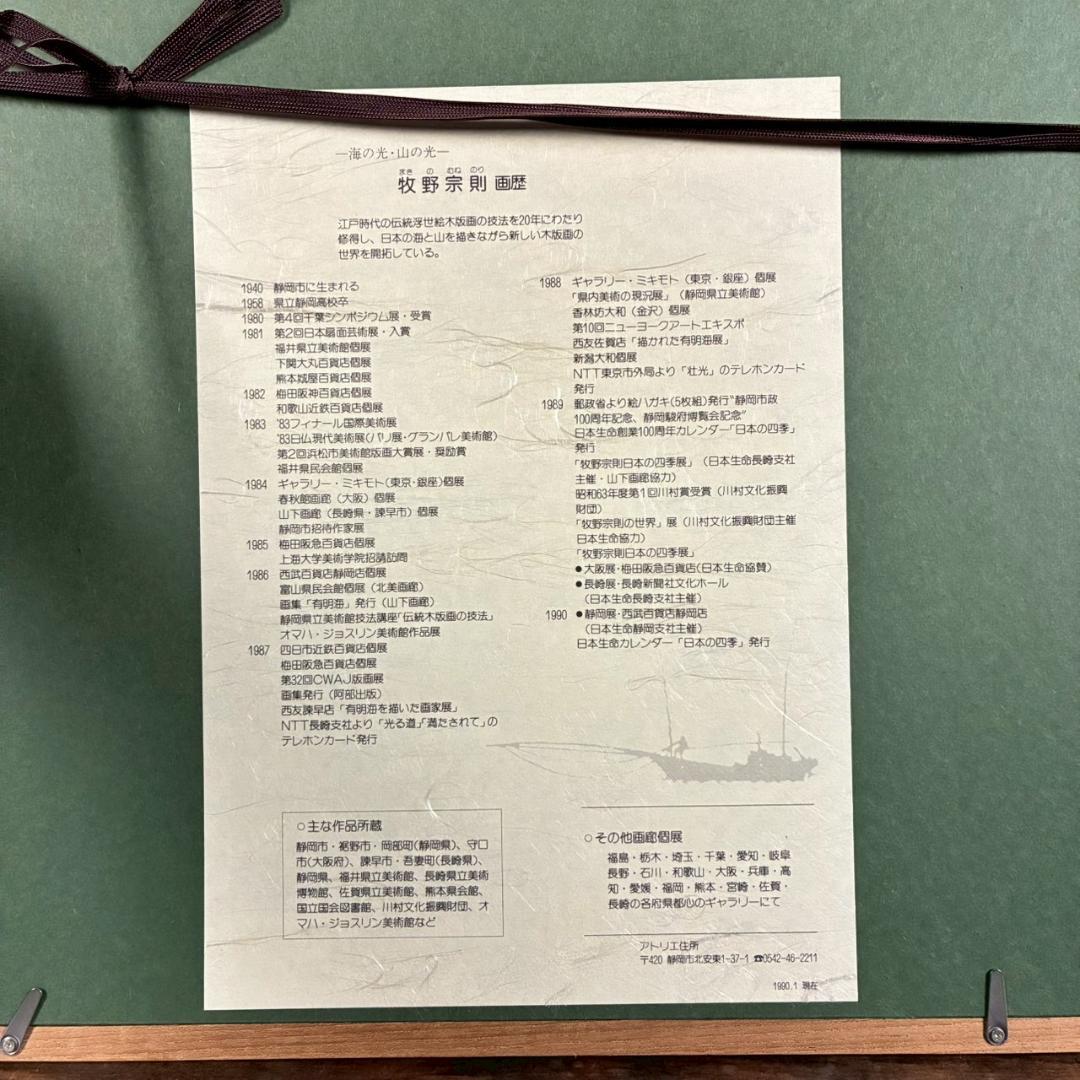 ―海の光・山の光―
まき の むね のり
牧野宗則 画歴
江戸時代の伝統浮世絵木版画の技法を20年にわたり
修得し、日本の海と山を描きながら新しい木版画の
世界を開拓している。
1940 静岡市に生まれる
1958 県立静岡高校卒
1980 第4回千葉シンポジウム展・受賞
1981 第2回日本扇面芸術展・入賞
福井県立美術館個展
下関大丸百貨店個展
熊本城屋百貨店個展
1982 梅田阪神百貨店個展
和歌山近鉄百貨店個展
1983 '83フィナール国際美術展
'83日仏現代美術展(パリ展・グランパレ美術館)
第2回浜松市美術館版画大賞展・奨励賞
福井県民会館個展
1984 ギャラリー・ミキモト(東京・銀座)個展
春秋館画廊(大阪)個展
山下画廊(長崎県・諫早市)個展
静岡市招待作家展
1985 梅田阪急百貨店個展
上海大学美術学院招請訪問
1986 西武百貨店静岡店個展
富山県民会館個展(北美画廊)
画集「有明海」発行(山下画廊)
静岡県立美術館技法講座「伝統木版画の技法」
オマハ・ジョスリン美術館作品展
1987 四日市近鉄百貨店個展
梅田阪急百貨店個展
第32回CWAJ版画展
画集発行(阿部出版)
西友諫早店「有明海を描いた画家展」
NTT長崎支社より「光る道」「満たされて」の
テレホンカード発行
1988 ギャラリー・ミキモト(東京・銀座)個展
「県内美術の現況展」(静岡県立美術館)
香林坊大和(金沢)個展
第10回ニューヨークアートエキスポ
西友佐賀店「描かれた有明海展」
新潟大和個展
NTT東京市外局より「壮光」のテレホンカード
発行
1989 郵政省より絵ハガキ(5枚組)発行"静岡市政
100周年記念、静岡駿府博覧会記念"
日本生命創業100周年カレンダー「日本の四季」
発行
「牧野宗則日本の四季展」(日本生命長崎支社
主催・山下画廊協力)
昭和63年度第1回川村賞受賞(川村文化振興
財団)
「牧野宗則の世界」展(川村文化振興財団主催
日本生命協力)
「牧野宗則日本の四季展」
●大阪展・梅田阪急百貨店(日本生命協賛)
●長崎展・長崎新聞社文化ホール
(日本生命長崎支社主催)
1990 ●静岡展・西武百貨店静岡店
(日本生命静岡支社主催)
日本生命カレンダー「日本の四季」発行
○主な作品所蔵
静岡市・裾野市・岡部町(静岡県)、守口
市(大阪府)、諫早市・吾妻町(長崎県)、
静岡県、福井県立美術館、長崎県立美術
博物館、佐賀県立美術館、熊本県会館、
国立国会図書館、川村文化振興財団、オ
マハ・ジョスリン美術館など
○その他画廊個展
福島・栃木・埼玉・千葉・愛知・岐阜
長野・石川・和歌山・大阪・兵庫・高
知・愛媛・福岡・熊本・宮崎・佐賀・
長崎の各府県都心のギャラリーにて
アトリエ住所
〒420 静岡市北安東1-37-1 ☎0542-46-2211
1990.1 現在